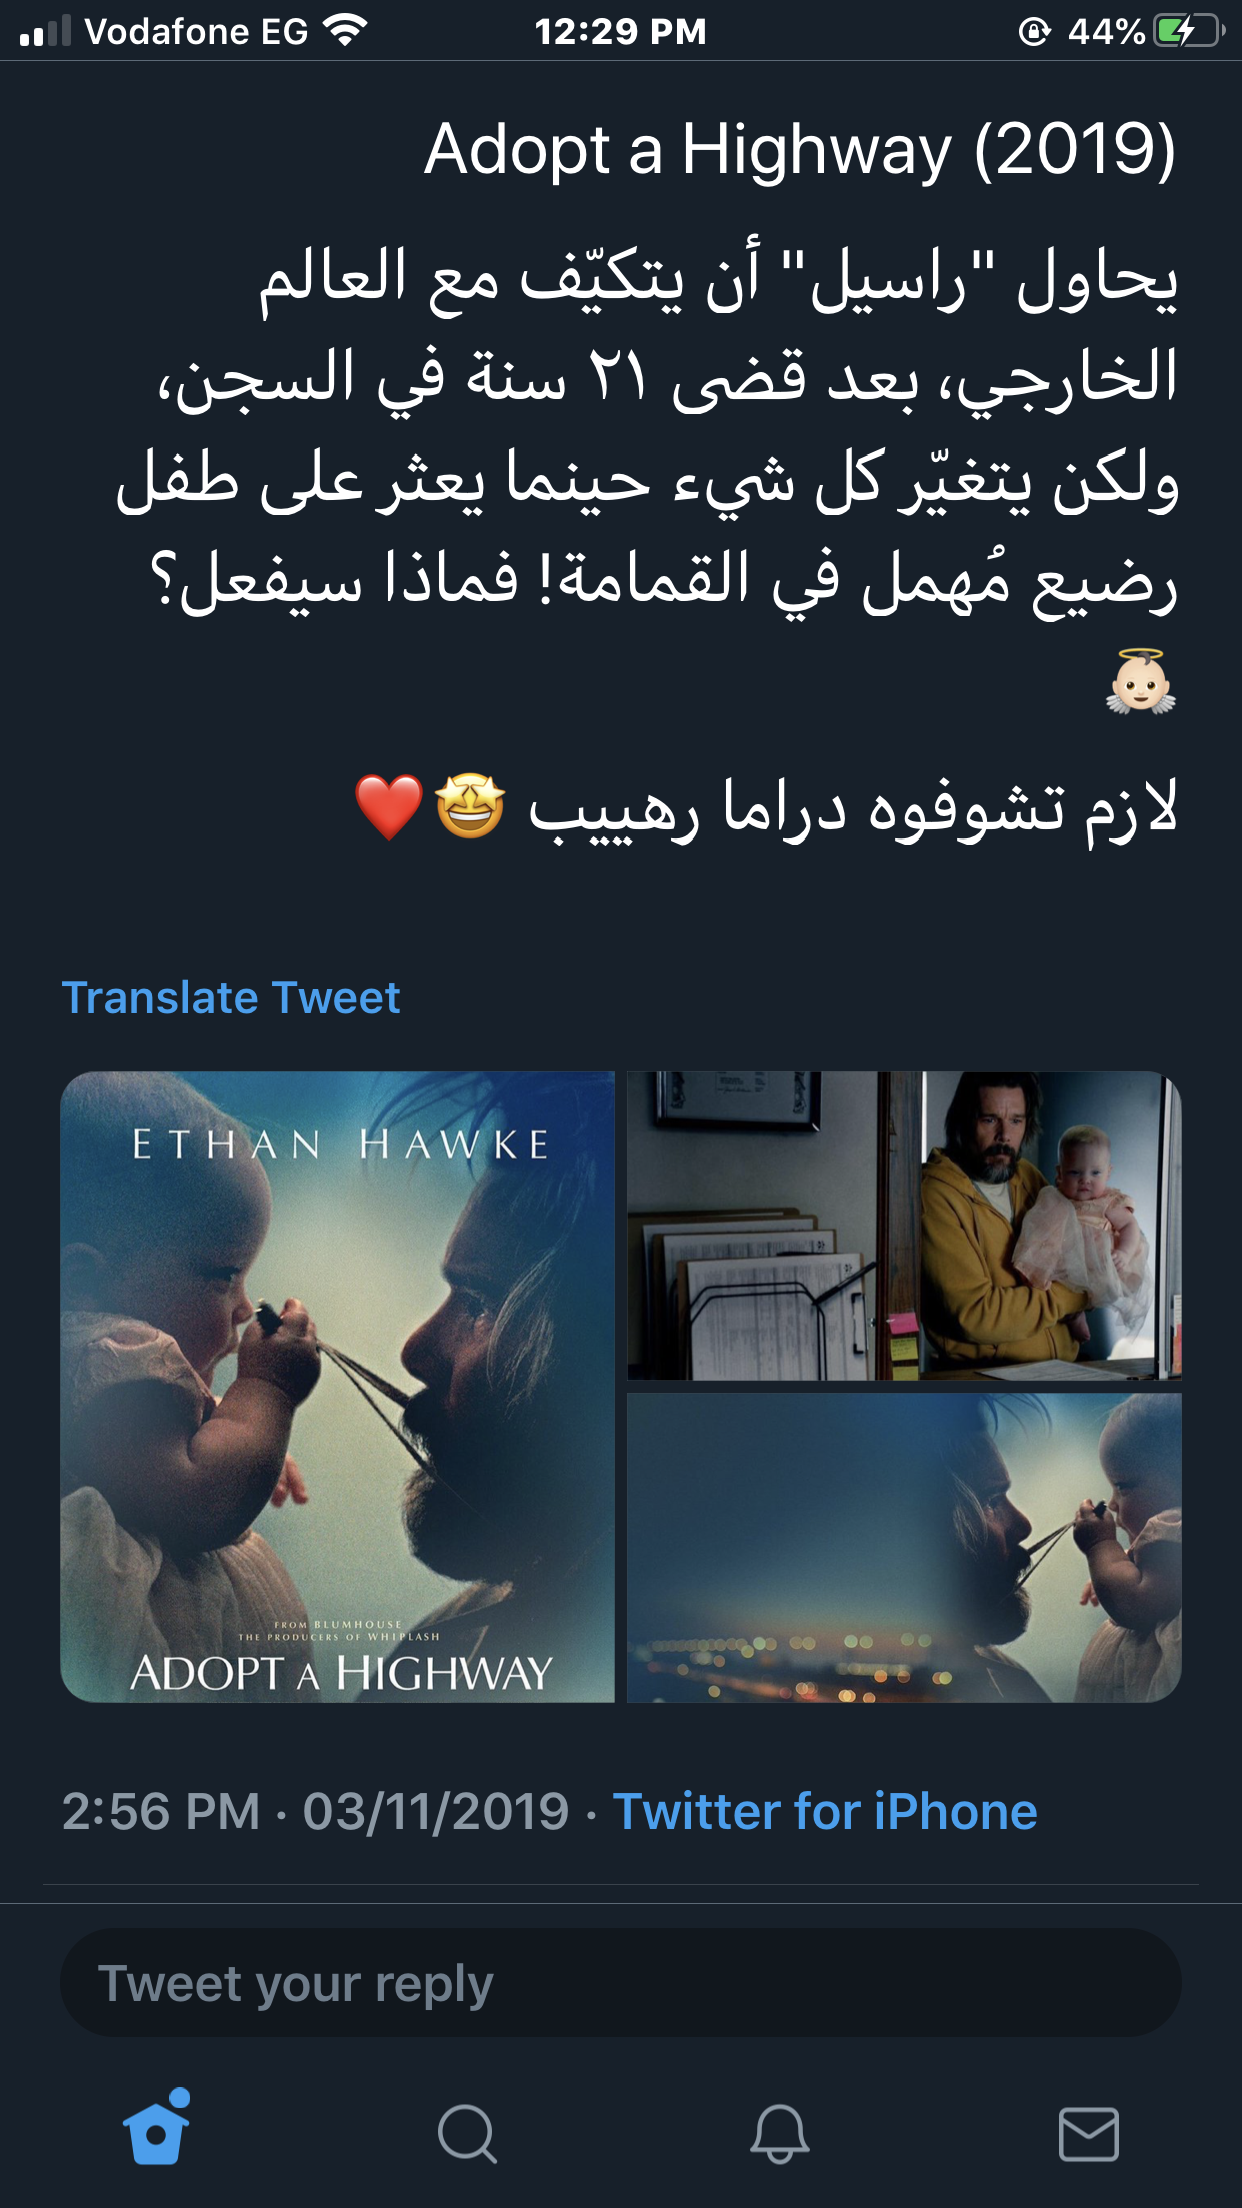 Vodafone EG
12:29 PM
44%
Adopt a Highway (2019)
يحاول "راسيل" أن يتكيّف مع العالم
الخارجي، بعد قضى ٢١ سنة في السجن،
ولكن يتغيّر كل شيء حينما يعثر على طفل
رضيع مُهمل في القمامة! فماذا سيفعل؟
👼🏻
لازم تشوفوه دراما رهييب 🤩❤️
Translate Tweet
ETHAN HAWKE
FROM BLUMHOUSE
THE PRODUCERS OF WHIPLASH
ADOPT A HIGHWAY
2:56 PM · 03/11/2019 · Twitter for iPhone
Tweet your reply